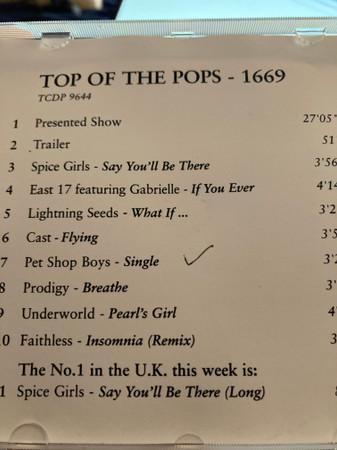 TOP OF THE POPS - 1669
TCDP 9644
1 Presented Show 27'05"
2 Trailer 51
3 Spice Girls - Say You'll Be There 3'56
4 East 17 featuring Gabrielle - If You Ever 4'14
5 Lightning Seeds - What If ... 3'2
6 Cast - Flying 3'5
7 Pet Shop Boys - Single 3'2
8 Prodigy - Breathe 3'
9 Underworld - Pearl's Girl 4'
0 Faithless - Insomnia (Remix) 3
The No.1 in the U.K. this week is:
1 Spice Girls - Say You'll Be There (Long)